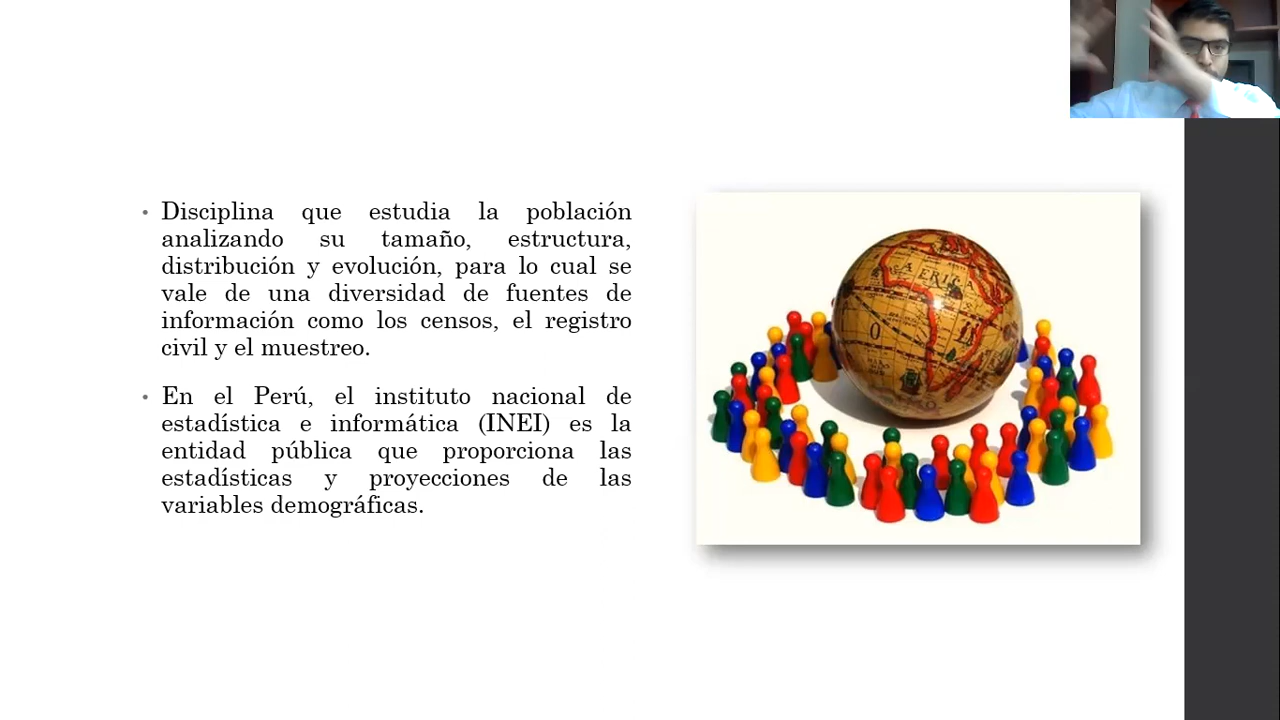 Disciplina que estudia la población
analizando su tamaño, estructura,
distribución y evolución, para lo cual se
vale de una diversidad de fuentes de
información como los censos, el registro
civil y el muestreo.
En el Perú, el instituto nacional de
estadística e informática (INEI) es la
entidad pública que proporciona las
estadísticas y proyecciones de las
variables demográficas.